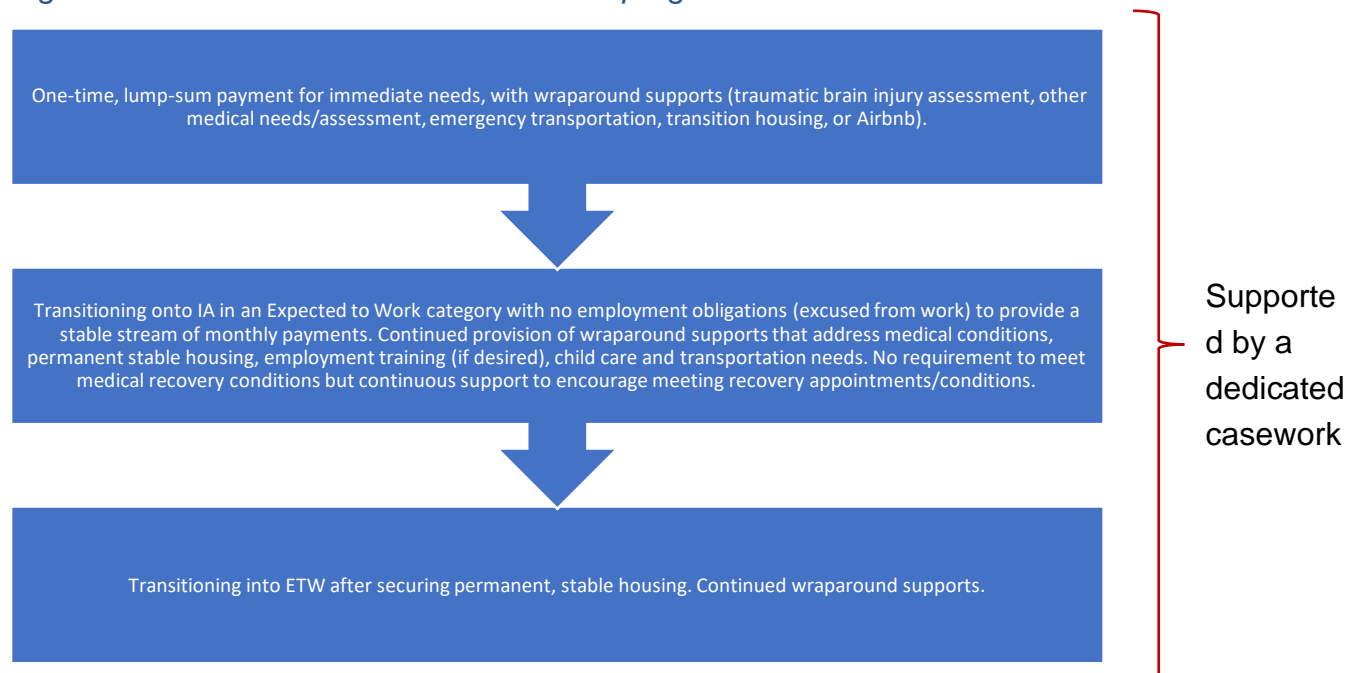 One-time, lump-sum payment for immediate needs, with wraparound supports (traumatic brain injury assessment, other
medical needs/assessment, emergency transportation, transition housing, or Airbnb).
Transitioning onto IA in an Expected to Work category with no employment obligations (excused from work) to provide a
stable stream of monthly payments. Continued provision of wraparound supports that address medical conditions,
permanent stable housing, employment training (if desired), child care and transportation needs. No requirement to meet
medical recovery conditions but continuous support to encourage meeting recovery appointments/conditions.
Transitioning into ETW after securing permanent, stable housing. Continued wraparound supports.
Supporte
d by a
dedicated
casework